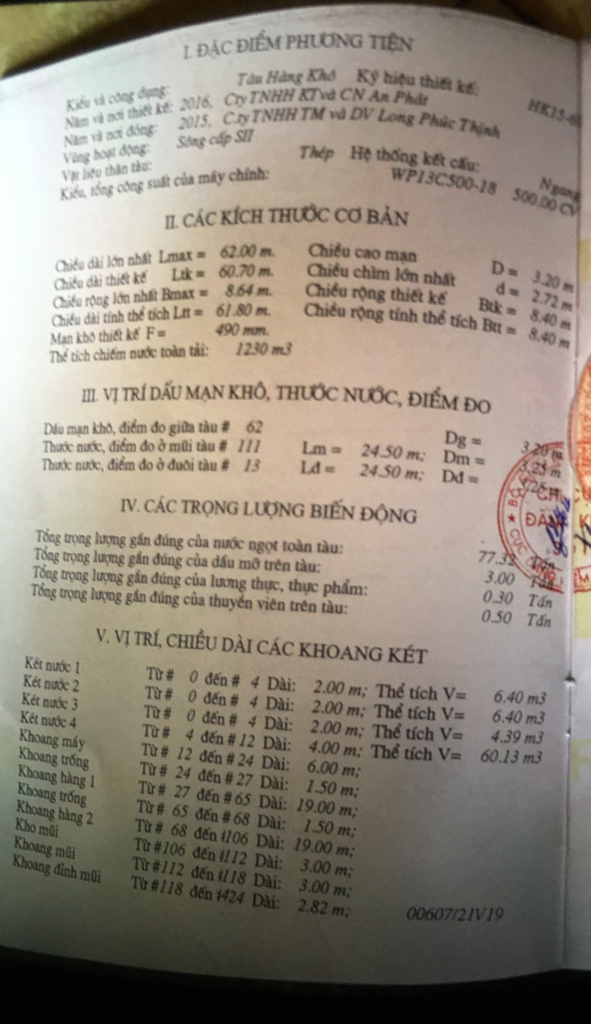 I. ĐẶC ĐIỂM PHƯƠNG TIỆN
Kiểu và công dụng: Tàu Hàng Khô Ký hiệu thiết kế: HK15-
Năm và nơi thiết kế: 2016, Cty TNHH KT và CN An Phát
Năm và nơi đóng: 2015, C.ty TNHH TM và DV Long Phúc Thịnh
Vùng hoạt động: Sông cấp SII
Vật liệu thân tàu: Thép Hệ thống kết cấu: Ngang
Kiểu, tổng công suất của máy chính: WP13C500-18 500.00 CV
II. CÁC KÍCH THƯỚC CƠ BẢN
Chiều dài lớn nhất Lmax = 62.00 m. Chiều cao mạn D = 3.20 m
Chiều dài thiết kế Ltk = 60.70 m. Chiều chìm lớn nhất d = 2.72 m
Chiều rộng lớn nhất Bmax = 8.64 m. Chiều rộng thiết kế Btk = 8.40 m
Chiều dài tính thể tích Ltt = 61.80 m. Chiều rộng tính thể tích Btt = 8.40 m
Mạn khô thiết kế F = 490 mm.
Thể tích chiếm nước toàn tải: 1230 m3
III. VỊ TRÍ DẤU MẠN KHÔ, THƯỚC NƯỚC, ĐIỂM ĐO
Dấu mạn khô, điểm đo giữa tàu # 62 Dg = 3.20 m
Thước nước, điểm đo ở mũi tàu # 111 Lm = 24.50 m; Dm = 3.25 m
Thước nước, điểm đo ở đuôi tàu # 13 Lđ = 24.50 m; Dđ =
IV. CÁC TRỌNG LƯỢNG BIẾN ĐỘNG
Tổng trọng lượng gần đúng của nước ngọt toàn tàu: 77.32 Tấn
Tổng trọng lượng gần đúng của dầu mỡ trên tàu: 3.00 Tấn
Tổng trọng lượng gần đúng của lương thực, thực phẩm: 0.30 Tấn
Tổng trọng lượng gần đúng của thuyền viên trên tàu: 0.50 Tấn
V. VỊ TRÍ, CHIỀU DÀI CÁC KHOANG KÉT
Két nước 1 Từ # 0 đến # 4 Dài: 2.00 m; Thể tích V= 6.40 m3
Két nước 2 Từ # 0 đến # 4 Dài: 2.00 m; Thể tích V= 6.40 m3
Két nước 3 Từ # 0 đến # 4 Dài: 2.00 m; Thể tích V= 4.39 m3
Két nước 4 Từ # 4 đến # 12 Dài: 4.00 m; Thể tích V= 60.13 m3
Khoang máy Từ # 12 đến # 24 Dài: 6.00 m;
Khoang trống Từ # 24 đến # 27 Dài: 1.50 m;
Khoang hàng 1 Từ # 27 đến # 65 Dài: 19.00 m;
Khoang trống Từ # 65 đến # 68 Dài: 1.50 m;
Khoang hàng 2 Từ # 68 đến #106 Dài: 19.00 m;
Kho mũi Từ #106 đến #112 Dài: 3.00 m;
Khoang mũi Từ #112 đến #118 Dài: 3.00 m;
Khoang đỉnh mũi Từ #118 đến #424 Dài: 2.82 m;
00607/21V19